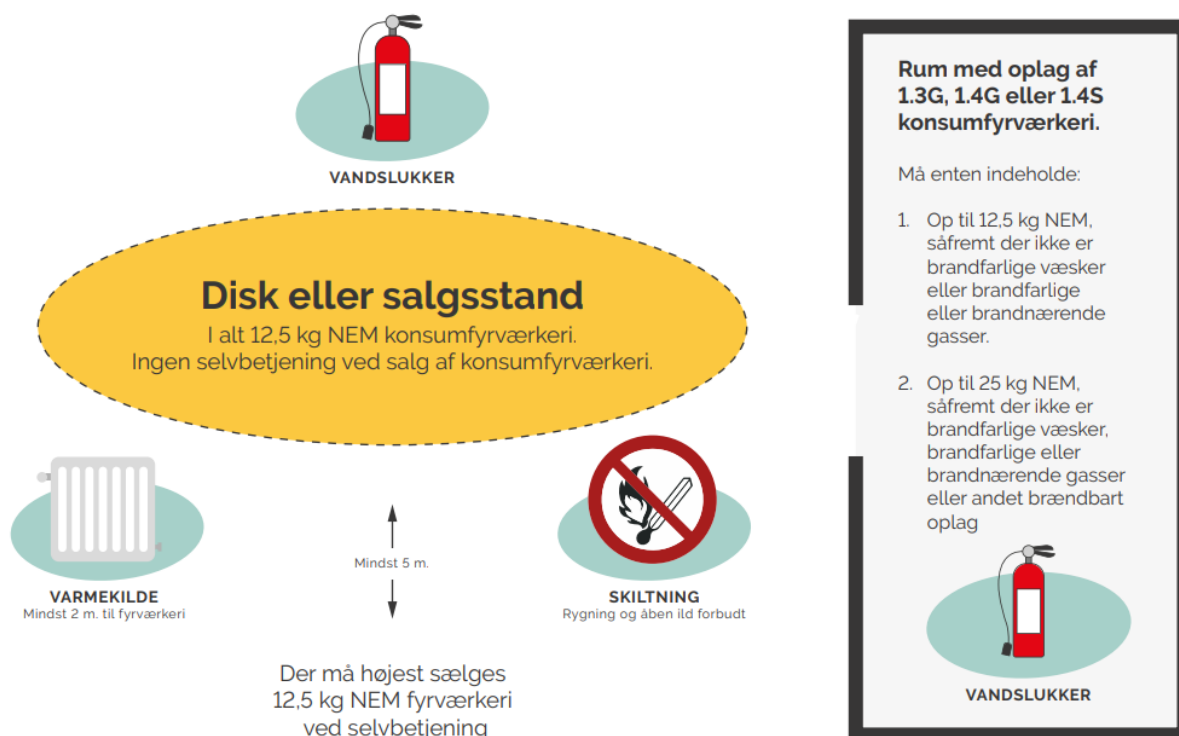 VANDSLUKKER
Disk eller salgsstand
I alt 12,5 kg NEM konsumfyrværkeri.
Ingen selvbetjening ved salg af konsumfyrværkeri.
VARMEKILDE
Mindst 2 m. til fyrværkeri
Mindst 5 m.
SKILTNING
Rygning og åben ild forbudt
Der må højest sælges
12,5 kg NEM fyrværkeri
ved selvbetjening
Rum med oplag af
1.3G, 1.4G eller 1.4S
konsumfyrværkeri.
Må enten indeholde:
1. Op til 12,5 kg NEM,
såfremt der ikke er
brandfarlige væsker
eller brandfarlige
eller brandnærende
gasser.
2. Op til 25 kg NEM,
såfremt der ikke er
brandfarlige væsker,
brandfarlige eller
brandnærende gasser
eller andet brændbart
oplag
VANDSLUKKER